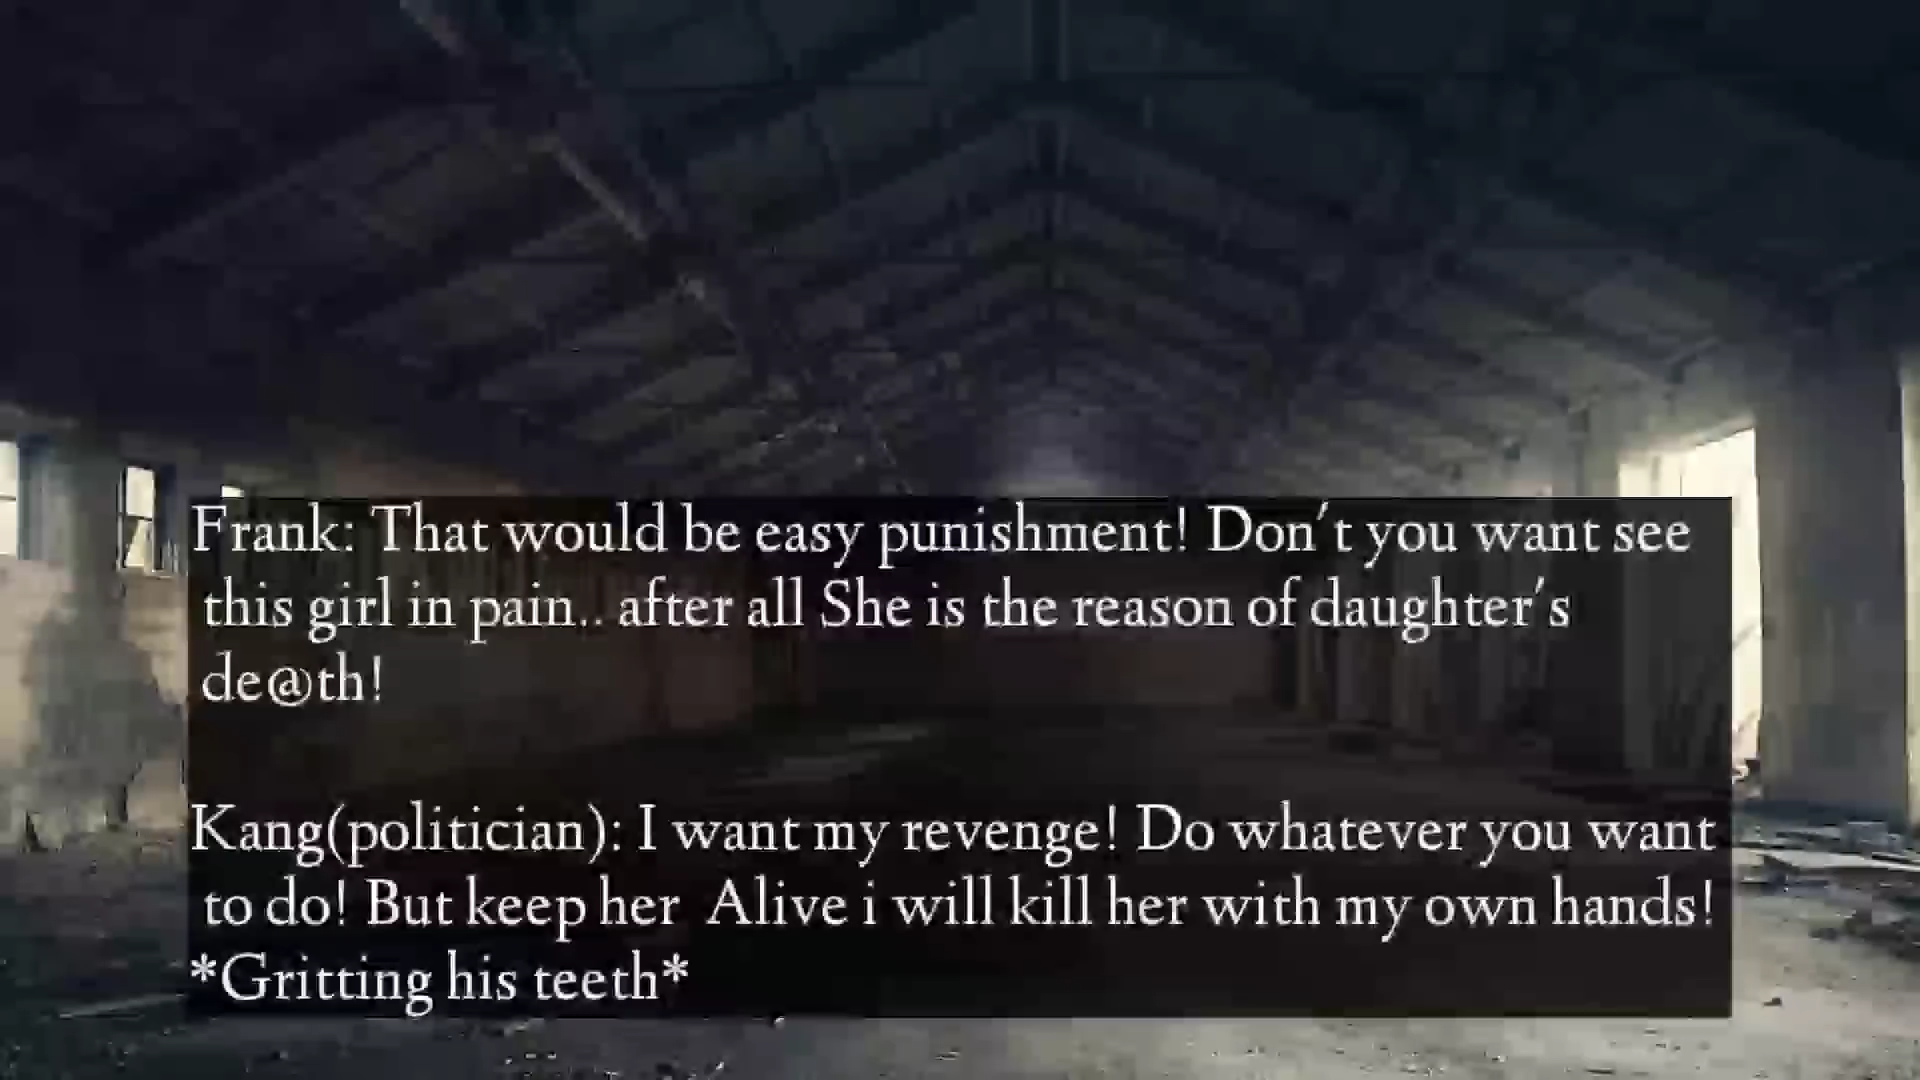 Frank: That would be easy punishment! Don't you want see
this girl in pain.. after all She is the reason of daughter's
de@th!
Kang(politician): I want my revenge! Do whatever you want
to do! But keep her  Alive i will kill her with my own hands!
*Gritting his teeth*